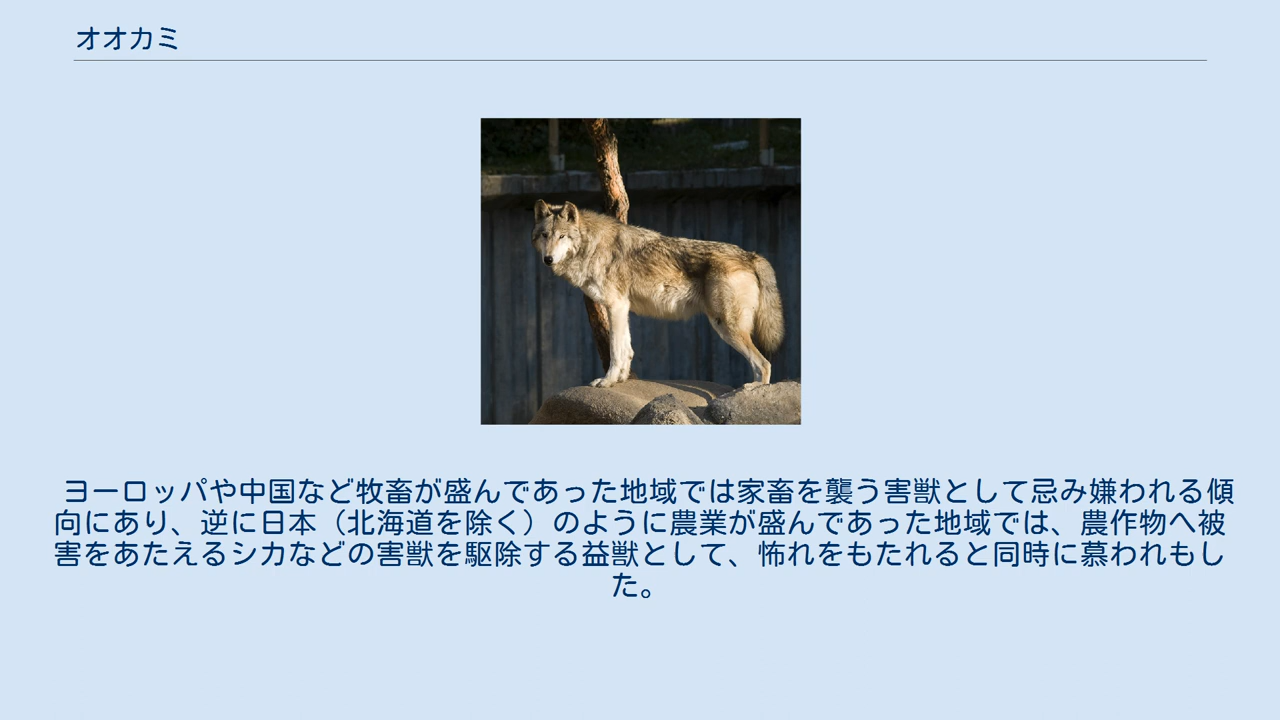 オオカミ
ヨーロッパや中国など牧畜が盛んであった地域では家畜を襲う害獣として忌み嫌われる傾
向にあり、逆に日本（北海道を除く）のように農業が盛んであった地域では、農作物へ被
害をあたえるシカなどの害獣を駆除する益獣として、怖れをもたれると同時に慕われもし
た。